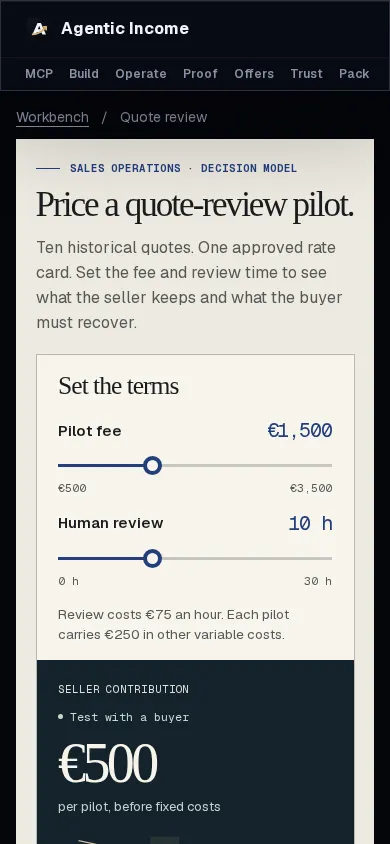 Agentic Income
MCP Build Operate Proof Offers Trust Pack
Workbench / Quote review
SALES OPERATIONS · DECISION MODEL
Price a quote-review pilot.
Ten historical quotes. One approved rate
card. Set the fee and review time to see
what the seller keeps and what the buyer
must recover.
Set the terms
Pilot fee €1,500
€500 €3,500
Human review 10 h
0 h 30 h
Review costs €75 an hour. Each pilot
carries €250 in other variable costs.
SELLER CONTRIBUTION
Test with a buyer
€500
per pilot, before fixed costs